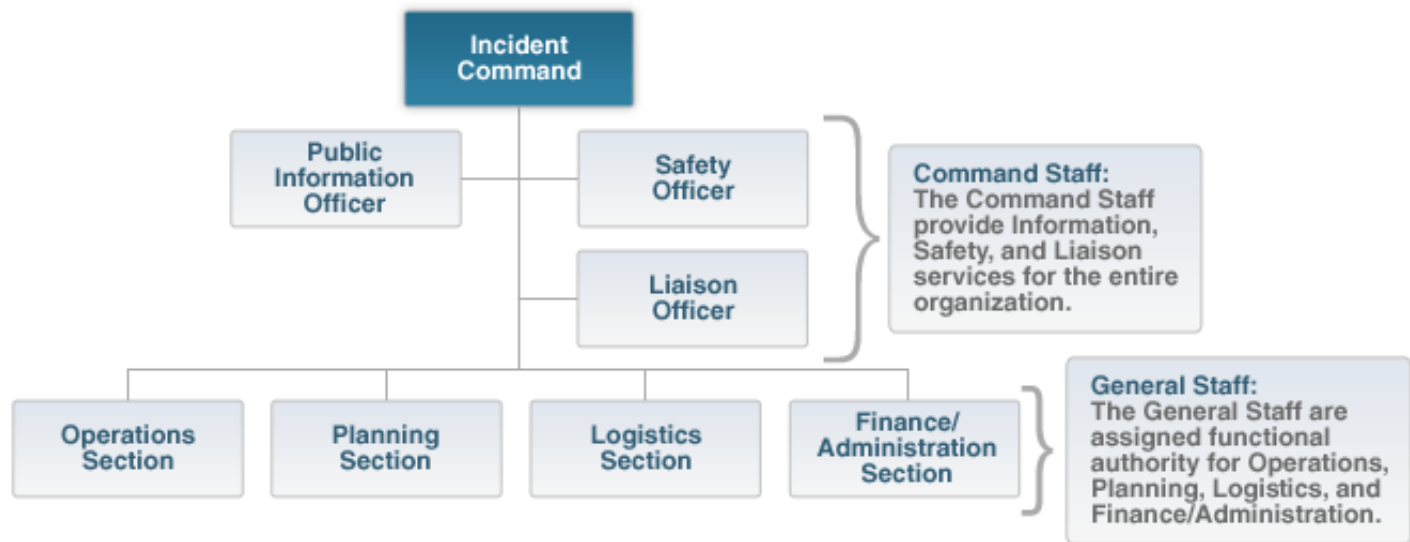 Incident
Command
Public
Information
Officer
Safety
Officer
Command Staff:
The Command Staff
provide Information,
Safety, and Liaison
services for the entire
organization.
Liaison
Officer
Operations
Section
Planning
Section
Logistics
Section
Finance/
Administration
Section
General Staff:
The General Staff are
assigned functional
authority for Operations,
Planning, Logistics, and
Finance/Administration.